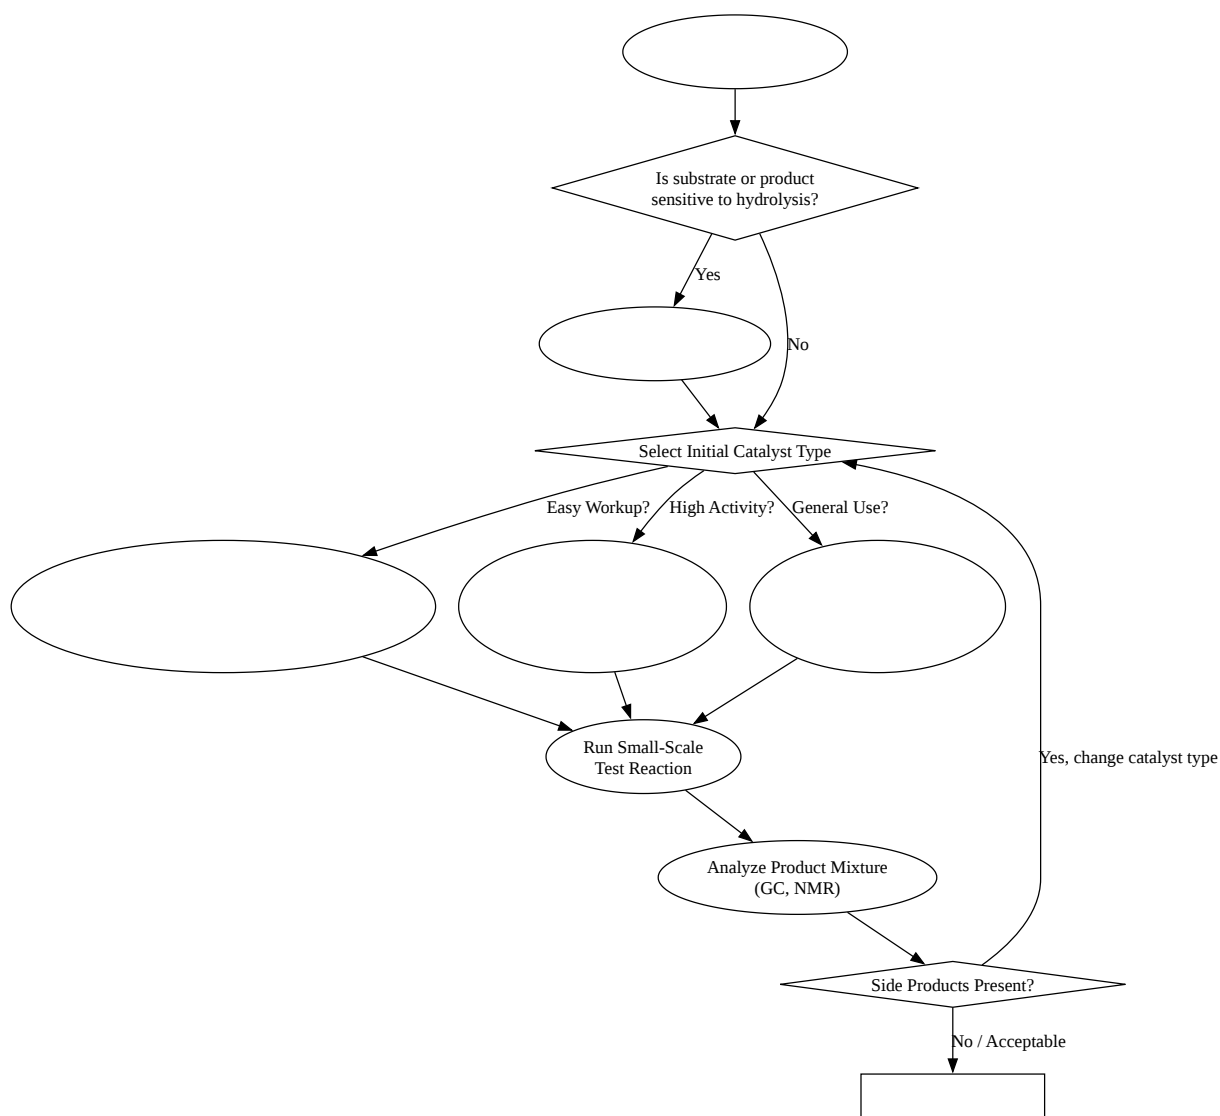 Is substrate or product
sensitive to hydrolysis?
Yes
No
Select Initial Catalyst Type
Easy Workup?
High Activity?
General Use?
Run Small-Scale
Test Reaction
Yes, change catalyst type
Analyze Product Mixture
(GC, NMR)
Side Products Present?
No / Acceptable